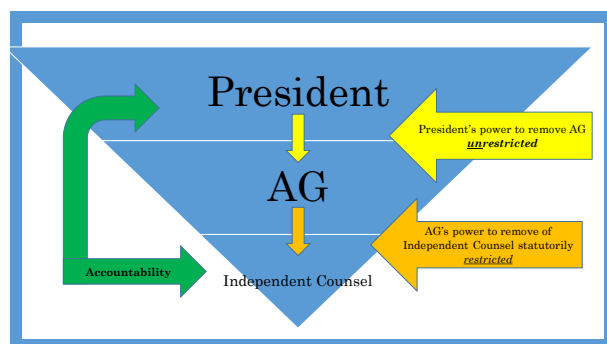 President
President's power to remove AG
unrestricted
AG
AG's power to remove of
Independent Counsel statutorily
restricted
Accountability
Independent Counsel